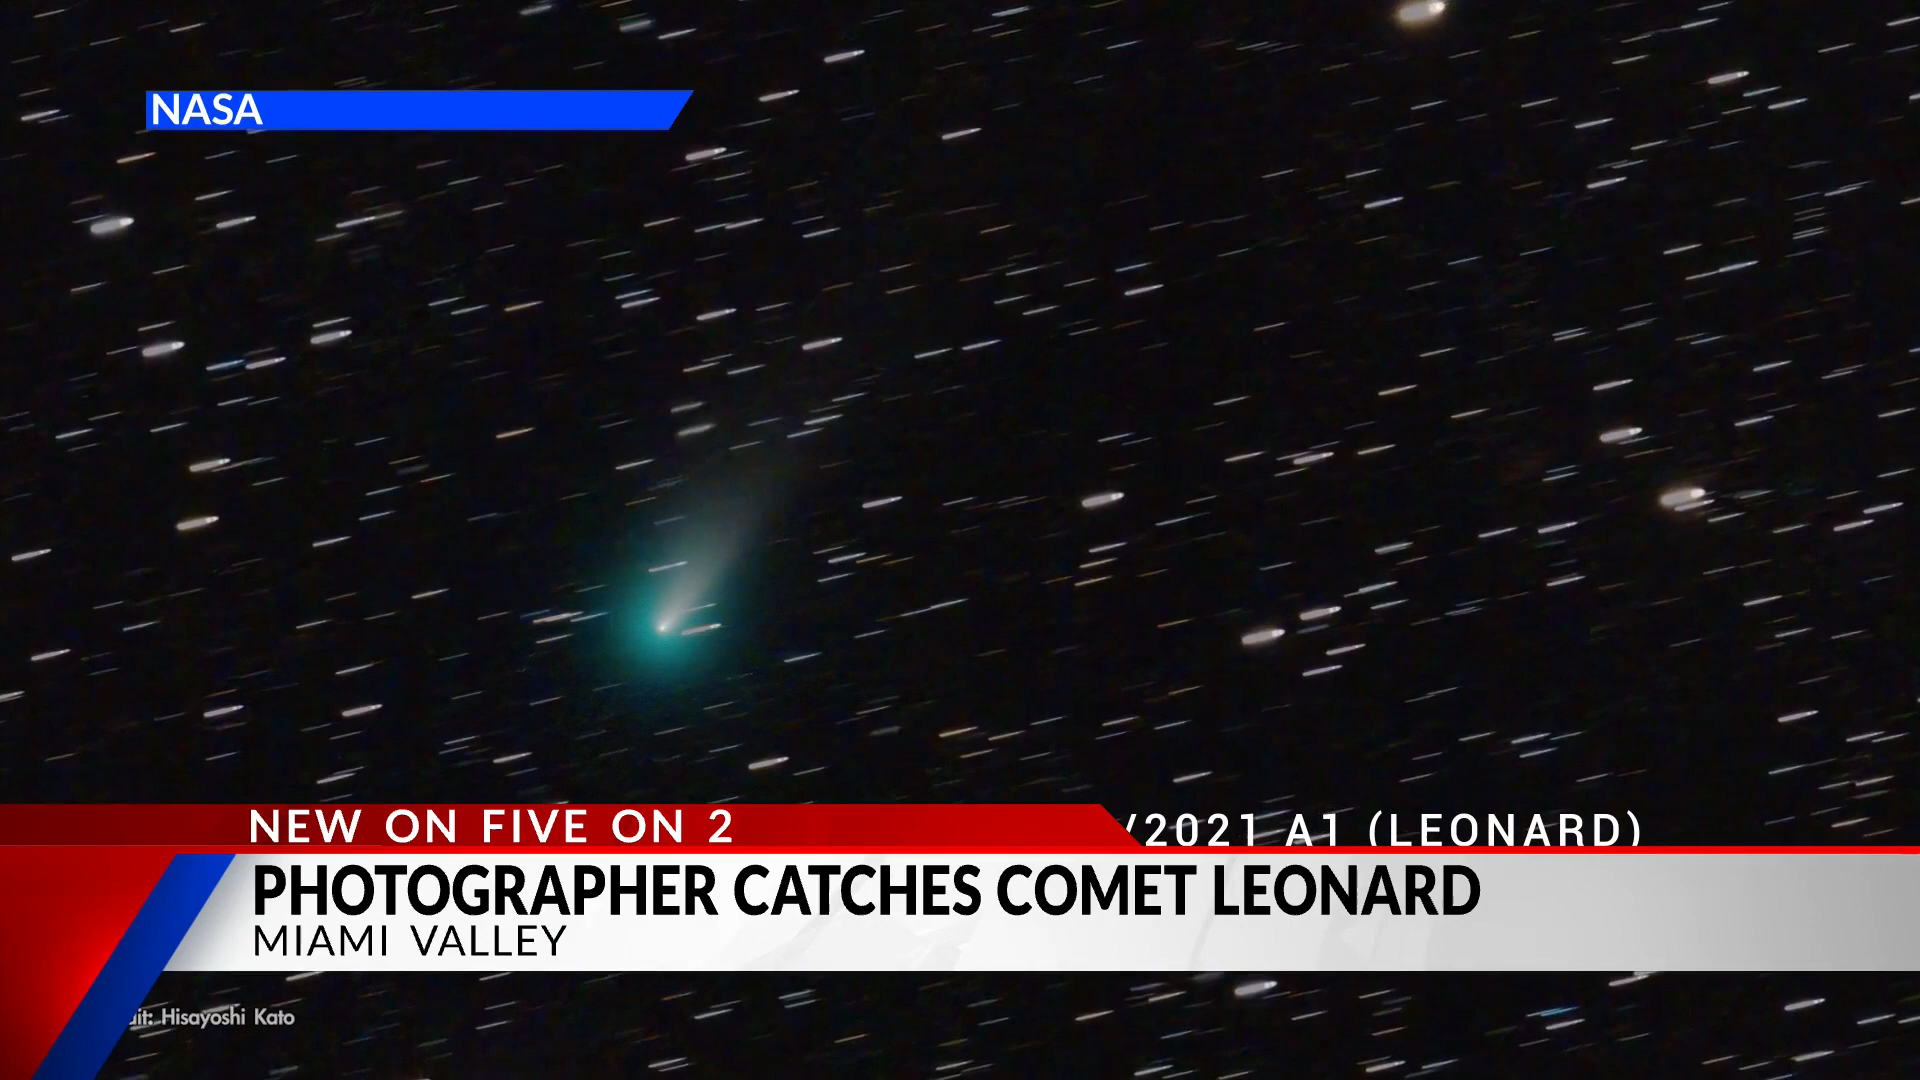 NASA
NEW ON FIVE ON 2
/2021 A1 (LEONARD)
PHOTOGRAPHER CATCHES COMET LEONARD
MIAMI VALLEY
Hisayoshi Kato